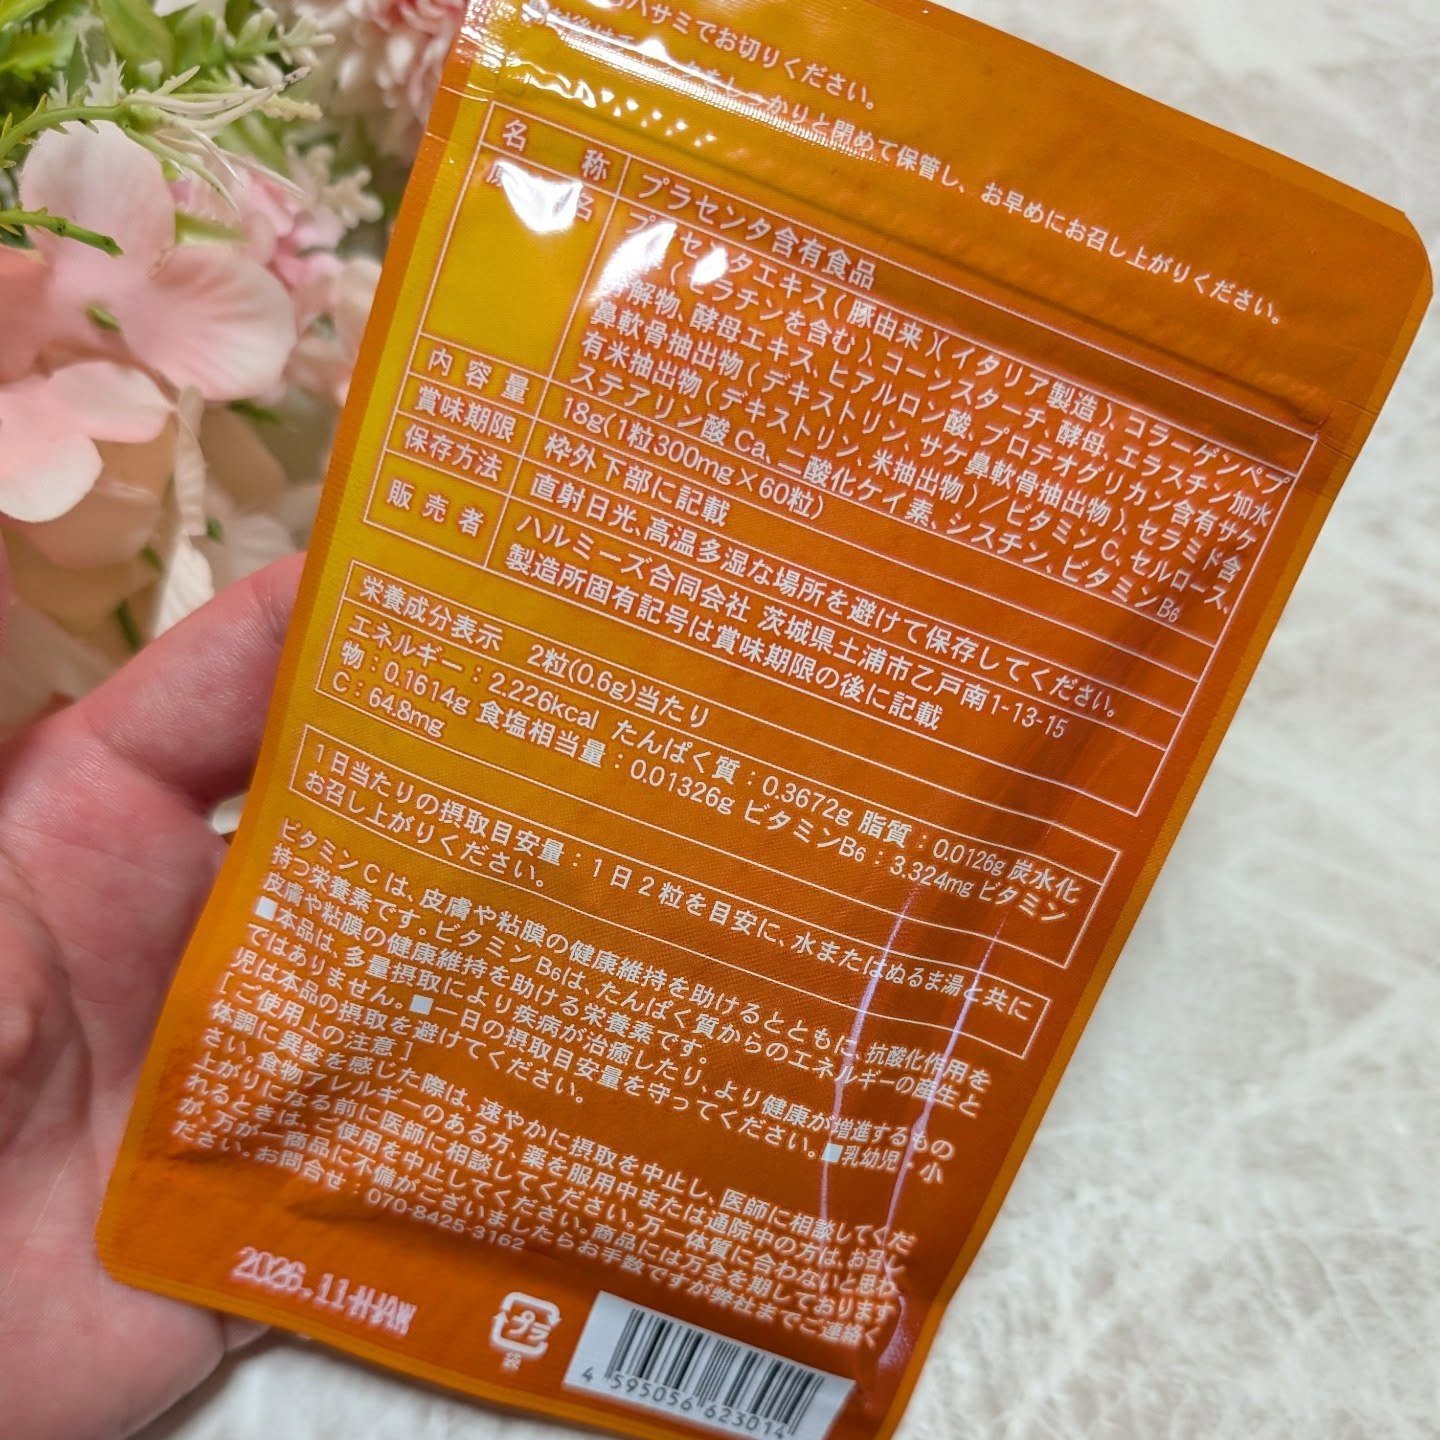 ハサミでお切りください。
しっかりと閉めて保管し、お早めにお召し上がりください。
名 称 プラセンタ含有食品
名 プラセンタエキス(豚由来)(イタリア製造)、コラーゲンペプ
(ゼラチンを含む)、コーンスターチ、酵母、エラスチン加水
分解物、酵母エキス、ヒアルロン酸、プロテオグリカン含有サケ
鼻軟骨抽出物(デキストリン、サケ鼻軟骨抽出物)、セラミド含
有米抽出物(デキストリン、米抽出物)/ビタミンC、セルロース、
ステアリン酸Ca、二酸化ケイ素、シスチン、ビタミンB6
内容量 18g(1粒300mg×60粒)
賞味期限 枠外下部に記載
保存方法 直射日光、高温多湿な場所を避けて保存してください。
販売者 ハルミーズ合同会社 茨城県土浦市乙戸南1-13-15
製造所固有記号は賞味期限の後に記載
栄養成分表示 2粒(0.6g)当たり
エネルギー:2.226kcal たんぱく質:0.3672g 脂質:0.0126g 炭水化
物:0.1614g 食塩相当量:0.01326g ビタミンB6:3.324mg ビタミン
C:64.8mg
1日当たりの摂取目安量:1日2粒を目安に、水またはぬるま湯と共に
お召し上がりください。
ビタミンCは、皮膚や粘膜の健康維持を助けるとともに、抗酸化作用を
持つ栄養素です。ビタミンB6は、たんぱく質からのエネルギーの産生と
皮膚や粘膜の健康維持を助ける栄養素です。
■本品は、多量摂取により疾病が治癒したり、より健康が増進するもの
ではありません。■一日の摂取目安量を守ってください。■乳幼児・小
児は本品の摂取を避けてください。
[ご使用上の注意]
体調に異変を感じた際は、速やかに摂取を中止し、医師に相談してくだ
さい。食物アレルギーのある方、薬を服用中または通院中の方は、お召し
上がりになる前に医師に相談してください。万一体質に合わないと思わ
れるときは、ご使用を中止してください。商品には万全を期しております
が、万が一商品に不備がございましたらお手数ですが弊社までご連絡く
ださい。お問合せ:070-8425-3162
2026.11
プラ
袋
4 595056 623014